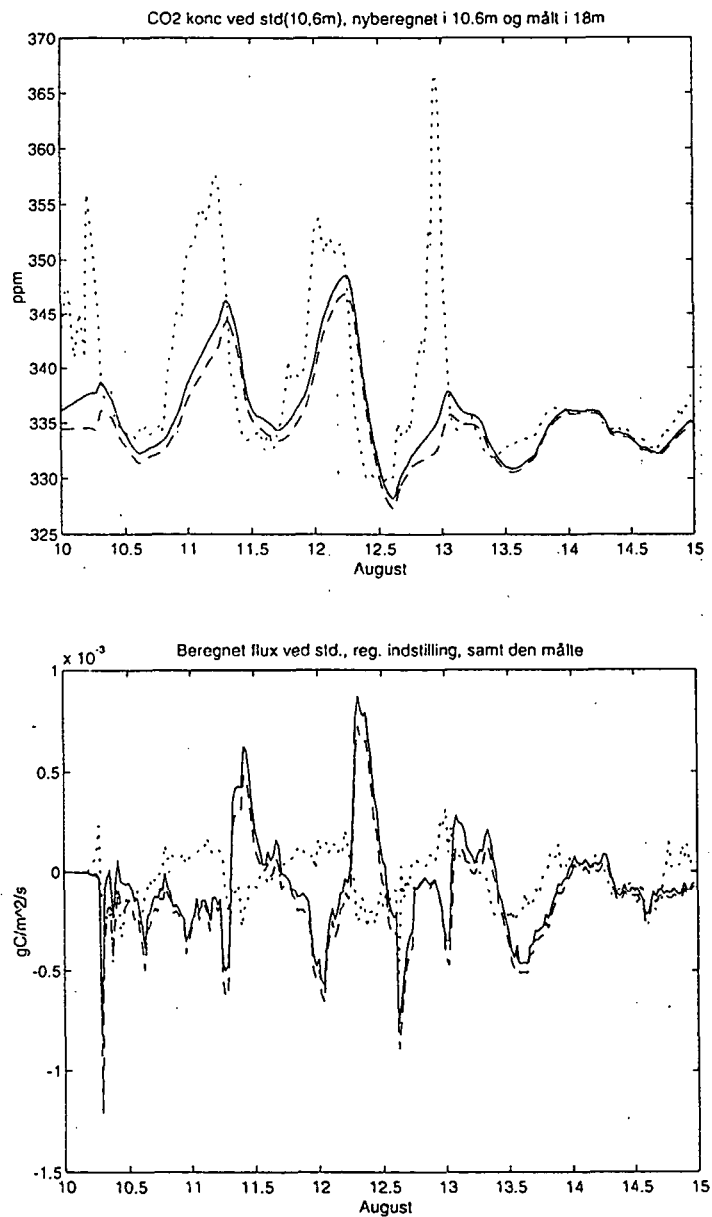 CO2 konc ved std(10,6m), nyberegnet i 10.6m og målt i 18m
370
365
360
355
350
345
340
335
330
325
ppm
10 10.5 11 11.5 12 12.5 13 13.5 14 14.5 15
August
Beregnet flux ved std., reg. indstilling, samt den målte
x 10^-3
1
0.5
0
-0.5
-1
-1.5
gC/m^2/s
10 10.5 11 11.5 12 12.5 13 13.5 14 14.5 15
August